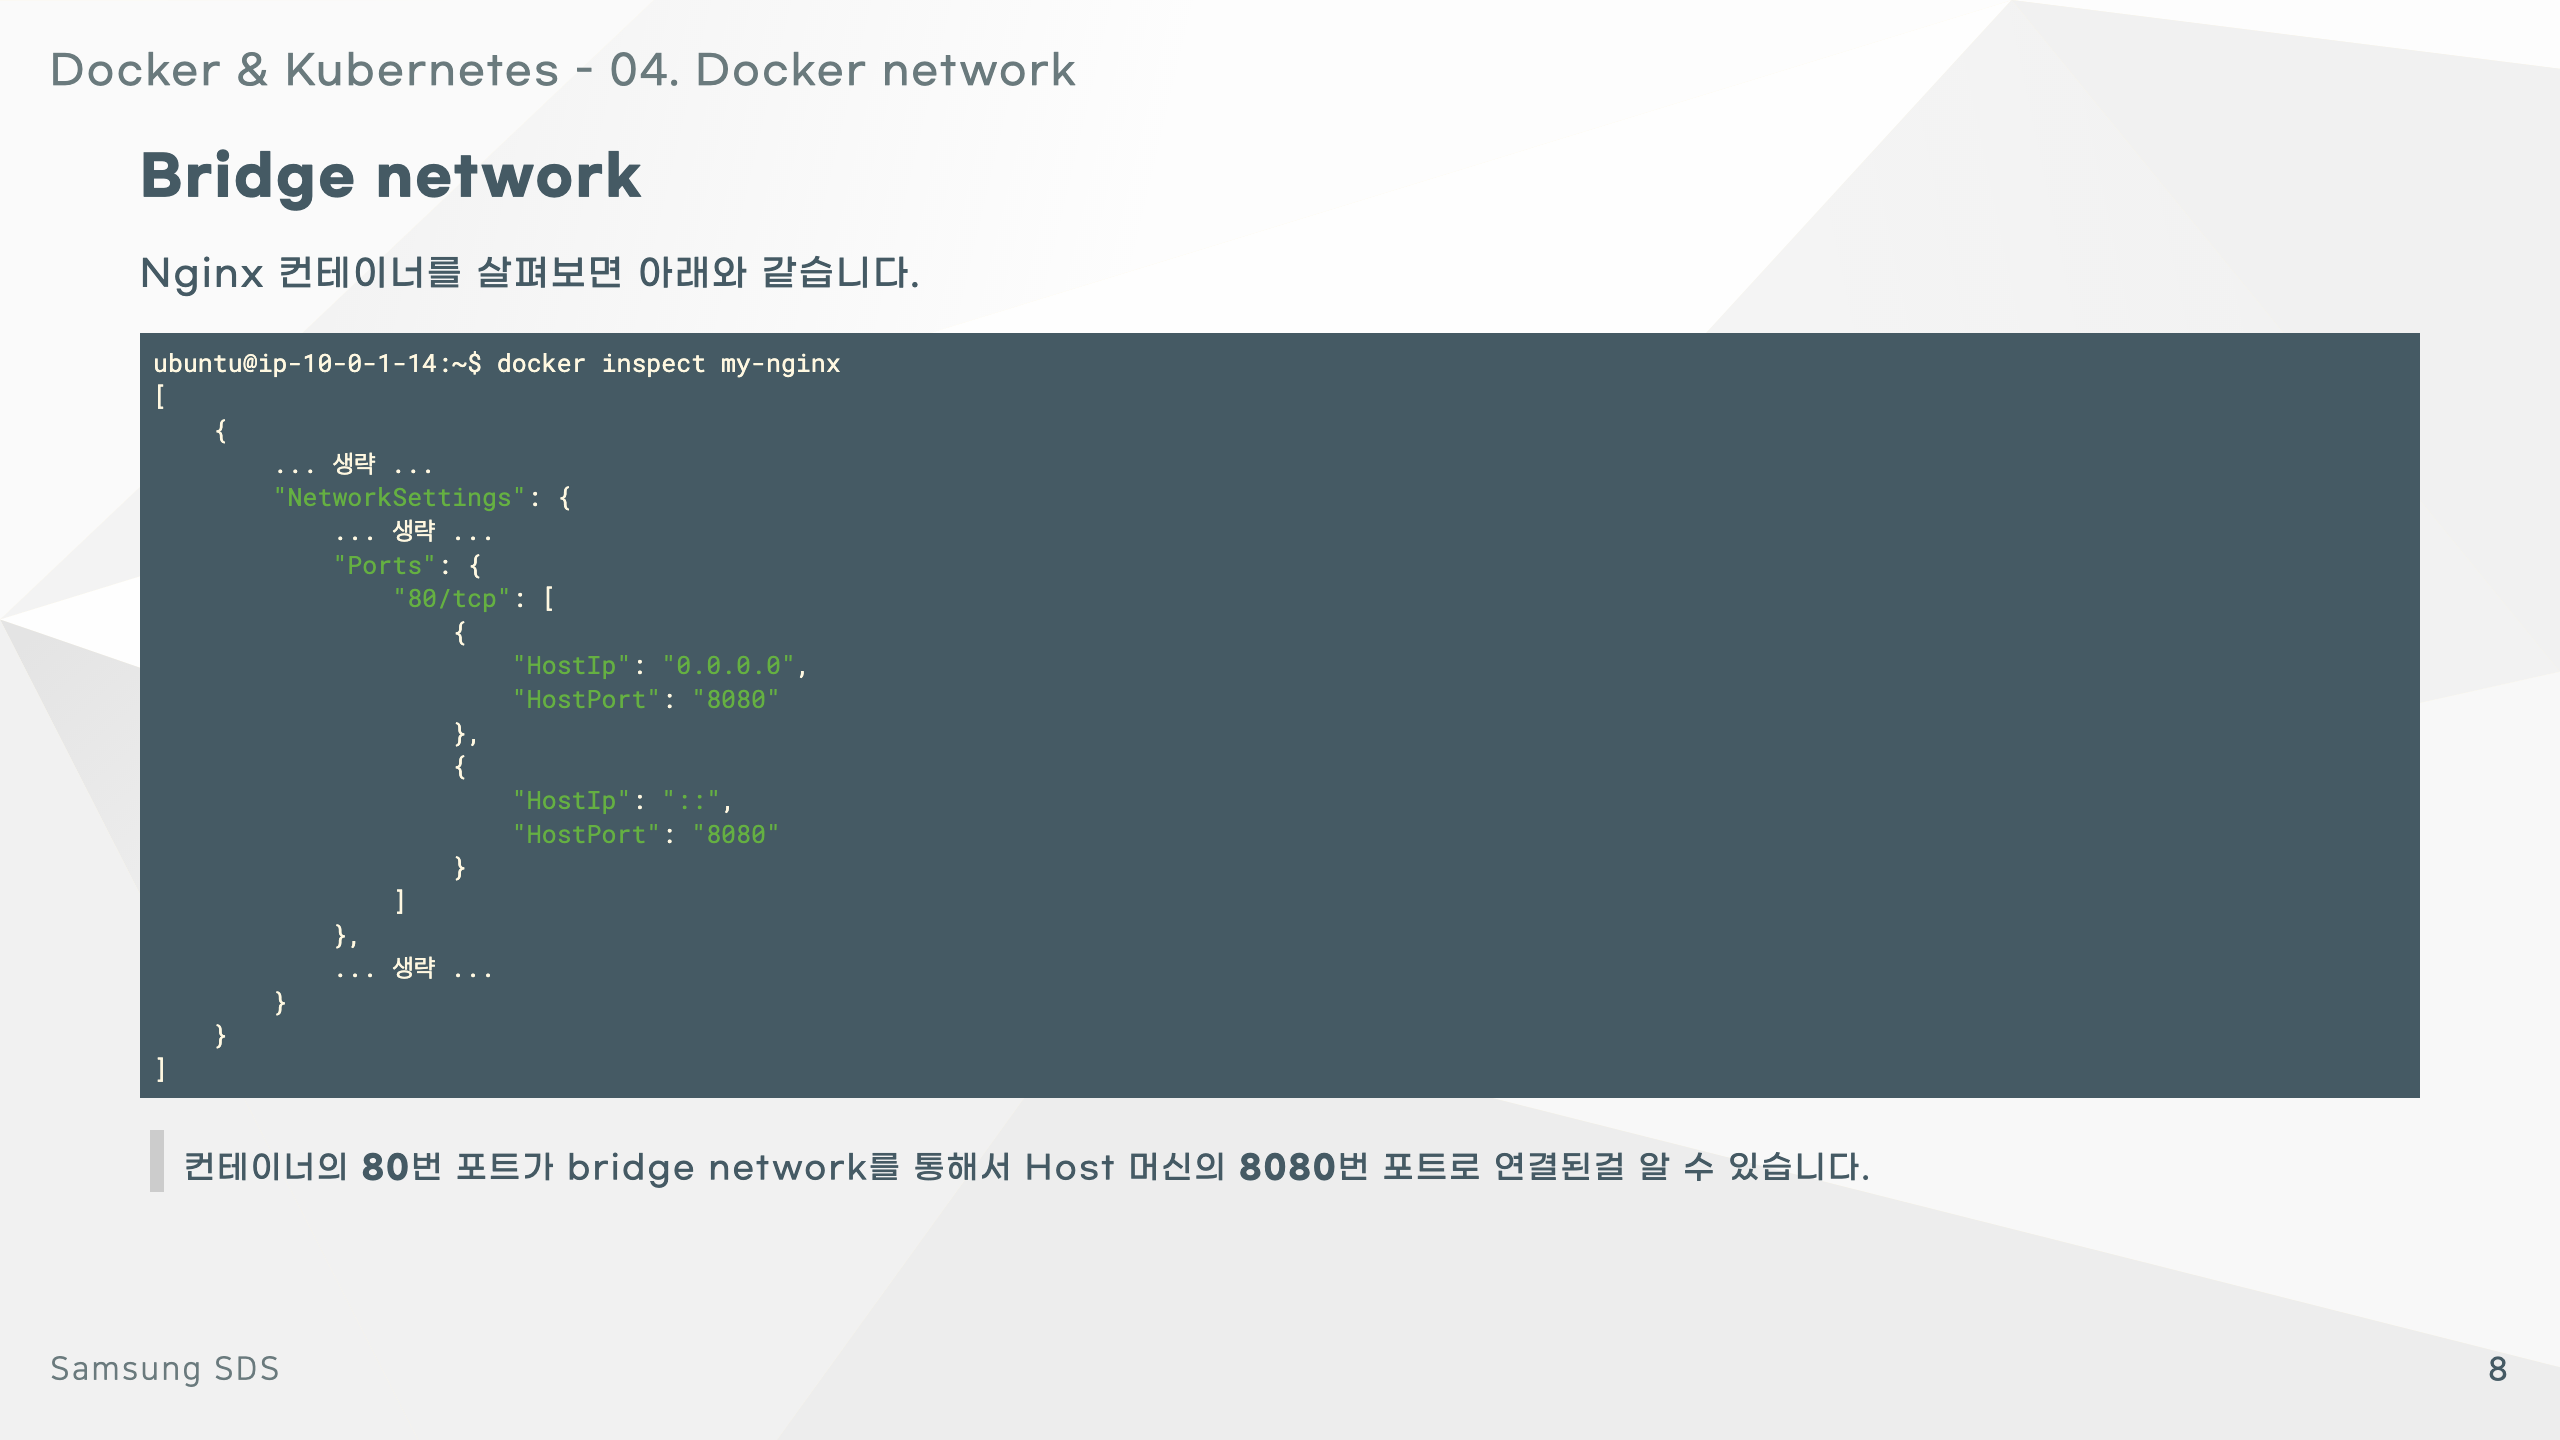 Docker & Kubernetes - 04. Docker network
Bridge network
Nginx 컨테이너를 살펴보면 아래와 같습니다.
ubuntu@ip-10-0-1-14:~$ docker inspect my-nginx
[
    {
        ... 생략 ...
        "NetworkSettings": {
            ... 생략 ...
            "Ports": {
                "80/tcp": [
                    {
                        "HostIp": "0.0.0.0",
                        "HostPort": "8080"
                    },
                    {
                        "HostIp": "::",
                        "HostPort": "8080"
                    }
                ]
            },
            ... 생략 ...
        }
    }
]
컨테이너의 80번 포트가 bridge network를 통해서 Host 머신의 8080번 포트로 연결된걸 알 수 있습니다.
Samsung SDS
8